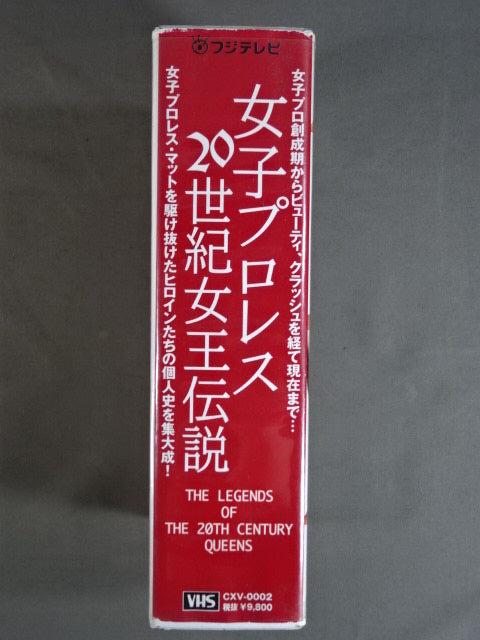 フジテレビ
女子プロ創成期からビューティ、クラッシュを経て現在まで…
女子プロレス
20世紀女王伝説
女子プロレス・マットを駆け抜けたヒロインたちの個人史を集大成!
THE LEGENDS
OF
THE 20TH CENTURY
QUEENS
VHS
CXV-0002
税抜 ¥9,800